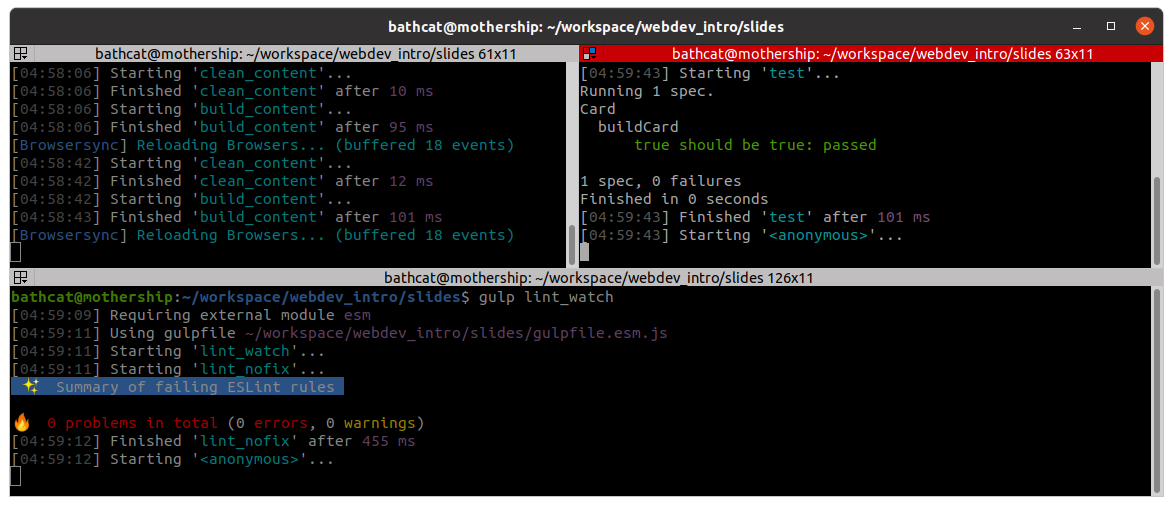 bathcat@mothership: ~/workspace/webdev_intro/slides
bathcat@mothership: ~/workspace/webdev_intro/slides 61x11
[04:58:06] Starting 'clean_content'...
[04:58:06] Finished 'clean_content' after 10 ms
[04:58:06] Starting 'build_content'...
[04:58:06] Finished 'build_content' after 95 ms
[Browsersync] Reloading Browsers... (buffered 18 events)
[04:58:42] Starting 'clean_content'...
[04:58:42] Finished 'clean_content' after 12 ms
[04:58:42] Starting 'build_content'...
[04:58:43] Finished 'build_content' after 101 ms
[Browsersync] Reloading Browsers... (buffered 18 events)
bathcat@mothership: ~/workspace/webdev_intro/slides 63x11
[04:59:43] Starting 'test'...
Running 1 spec.
Card
buildCard
true should be true: passed
1 spec, 0 failures
Finished in 0 seconds
[04:59:43] Finished 'test' after 101 ms
[04:59:43] Starting '<anonymous>'...
bathcat@mothership: ~/workspace/webdev_intro/slides 126x11
bathcat@mothership:~/workspace/webdev_intro/slides$ gulp lint_watch
[04:59:09] Requiring external module esm
[04:59:11] Using gulpfile ~/workspace/webdev_intro/slides/gulpfile.esm.js
[04:59:11] Starting 'lint_watch'...
[04:59:11] Starting 'lint_nofix'...
✨ Summary of failing ESLint rules
🔥 0 problems in total (0 errors, 0 warnings)
[04:59:12] Finished 'lint_nofix' after 455 ms
[04:59:12] Starting '<anonymous>'...